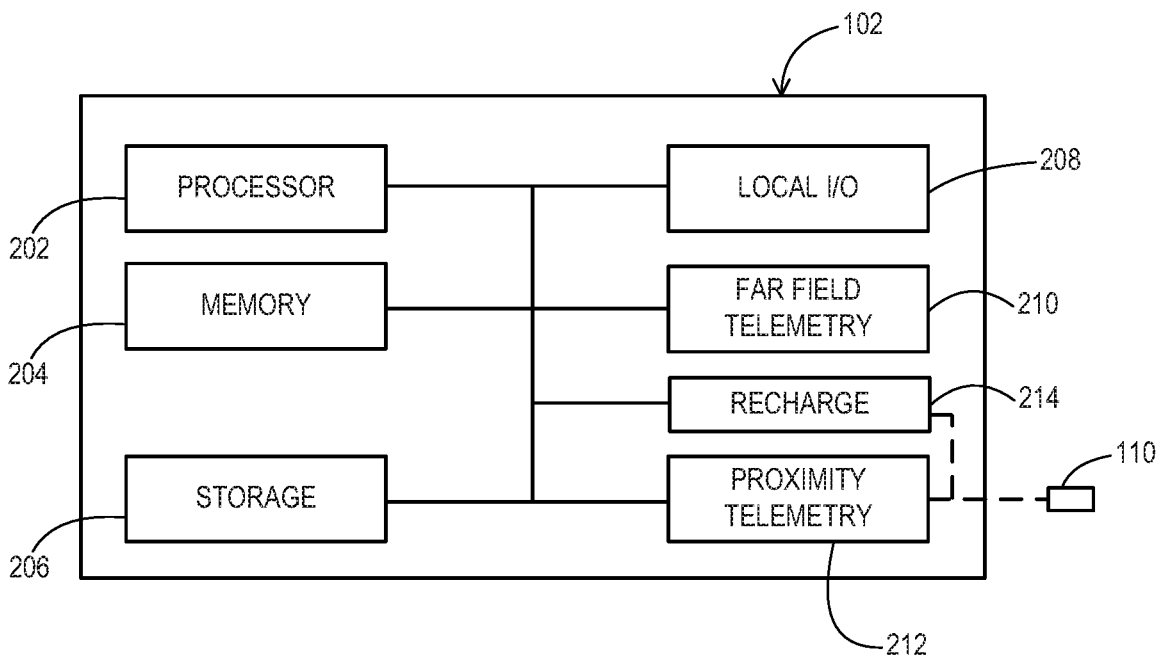 102
PROCESSOR
LOCAL I/O
208
202
MEMORY
FAR FIELD
TELEMETRY
210
204
RECHARGE
214
STORAGE
PROXIMITY
TELEMETRY
110
206
212